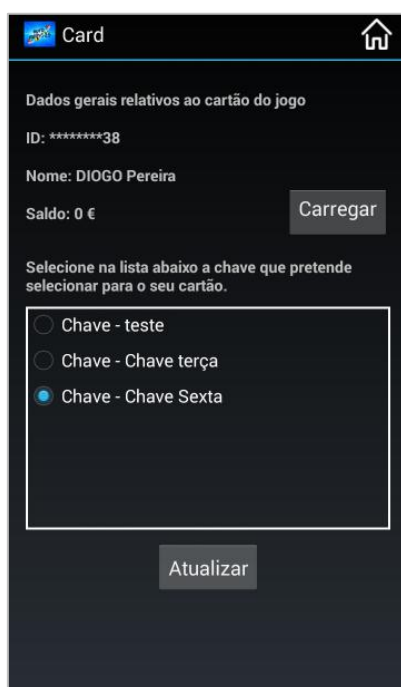 Card
Dados gerais relativos ao cartão do jogo
ID: ********38
Nome: DIOGO Pereira
Saldo: 0 €
Carregar
Selecione na lista abaixo a chave que pretende
selecionar para o seu cartão.
Chave - teste
Chave - Chave terça
Chave - Chave Sexta
Atualizar